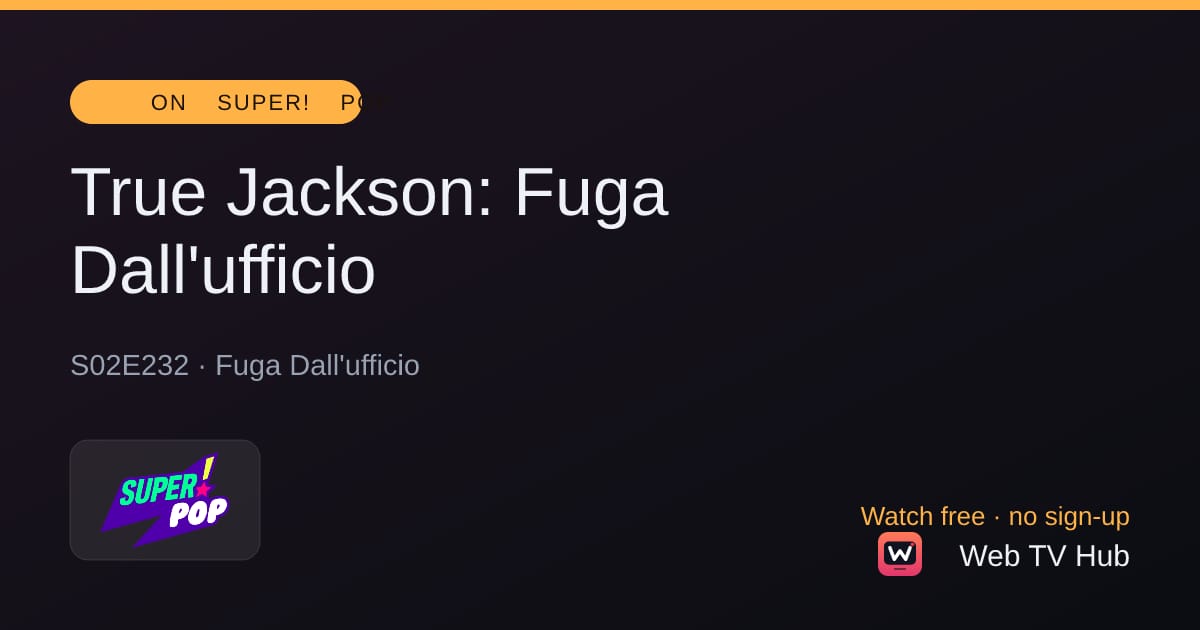 ON SUPER! POP
True Jackson: Fuga
Dall'ufficio
S02E232 · Fuga Dall'ufficio
SUPER!
POP
Watch free · no sign-up
W
Web TV Hub